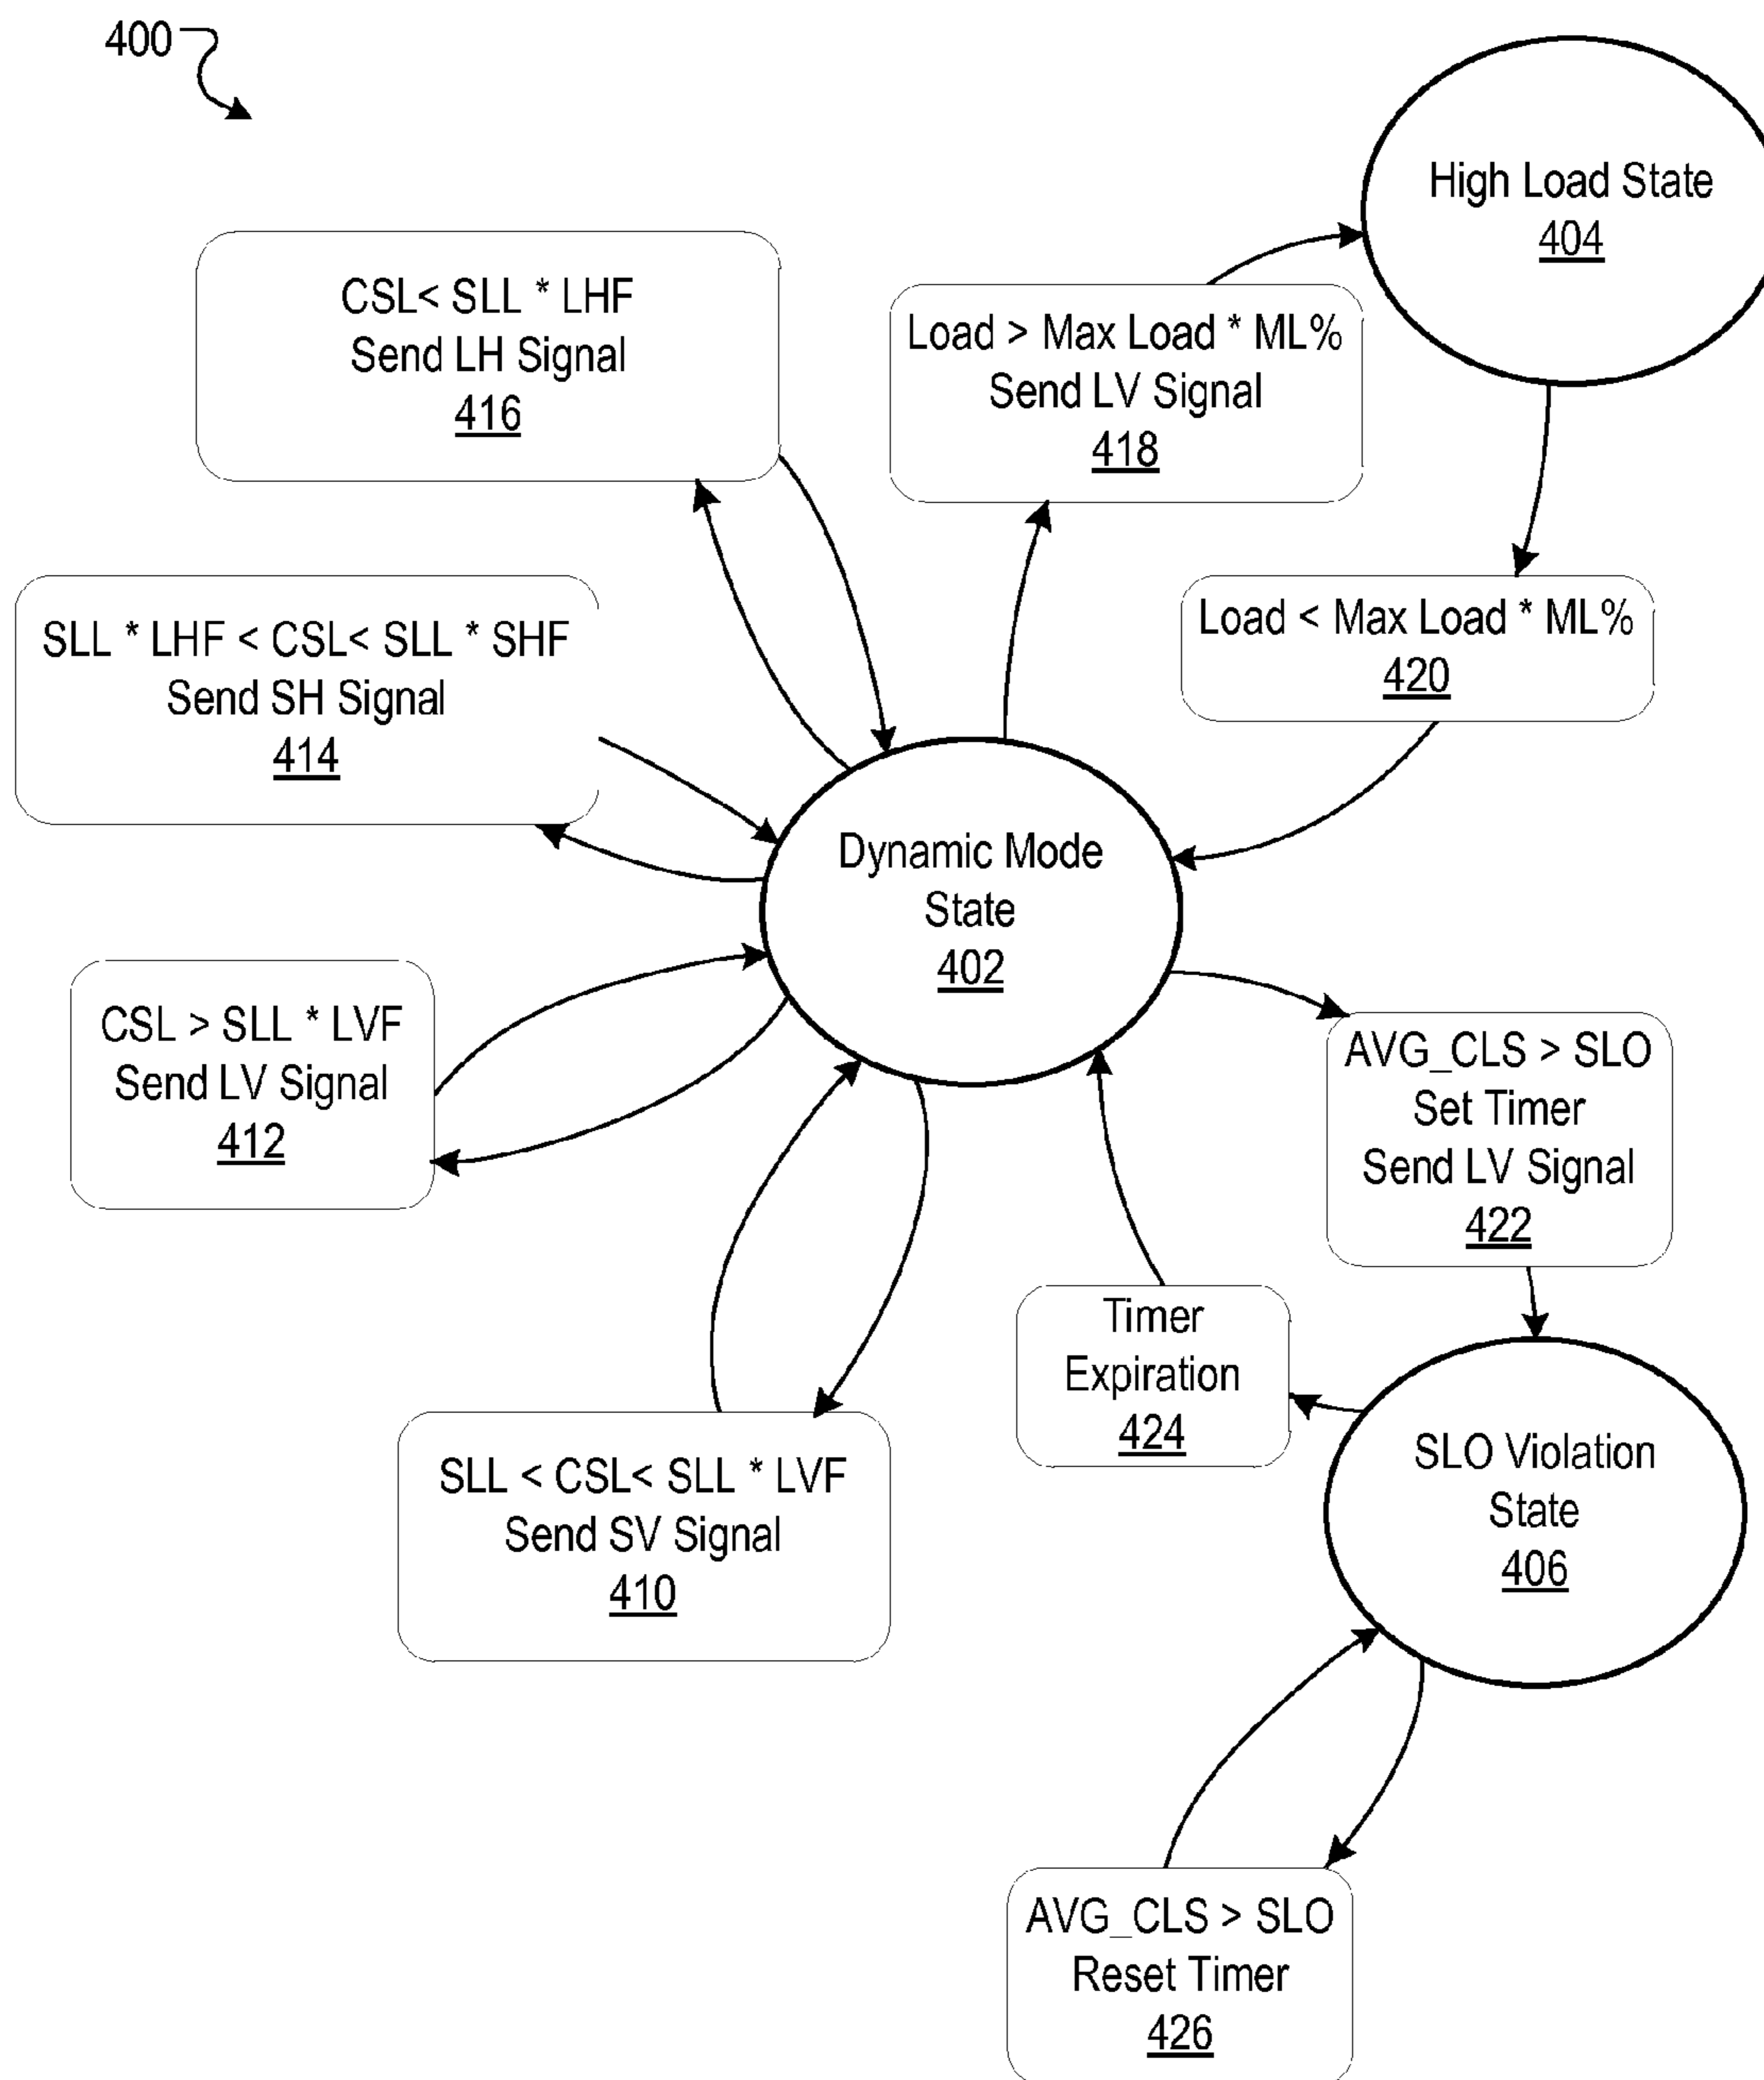 400
High Load State
404
CSL< SLL * LHF
Send LH Signal
416
Load > Max Load * ML%
Send LV Signal
418
SLL * LHF < CSL< SLL * SHF
Send SH Signal
414
Load < Max Load * ML%
420
Dynamic Mode
State
402
CSL > SLL * LVF
Send LV Signal
412
AVG_CLS > SLO
Set Timer
Send LV Signal
422
Timer
Expiration
424
SLL < CSL< SLL * LVF
Send SV Signal
410
SLO Violation
State
406
AVG_CLS > SLO
Reset Timer
426